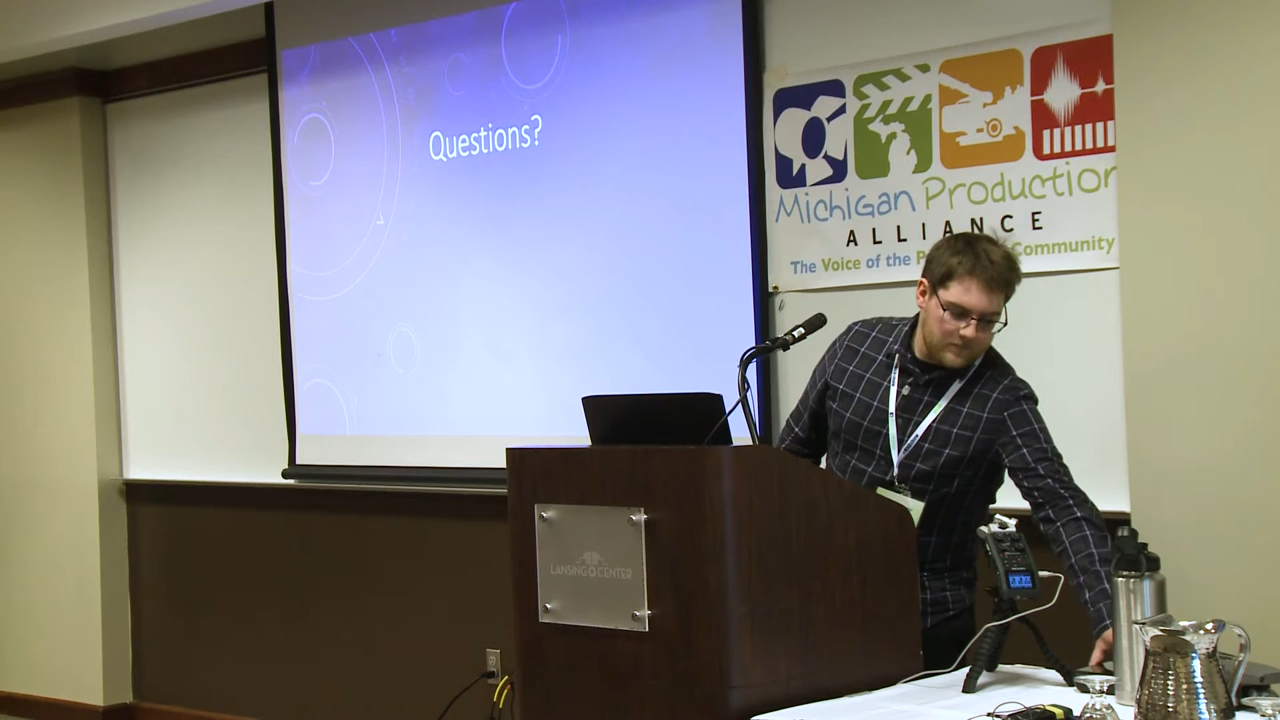 Questions?
Michigan Production
ALLIANCE
The Voice of the Community
LANSING CENTER